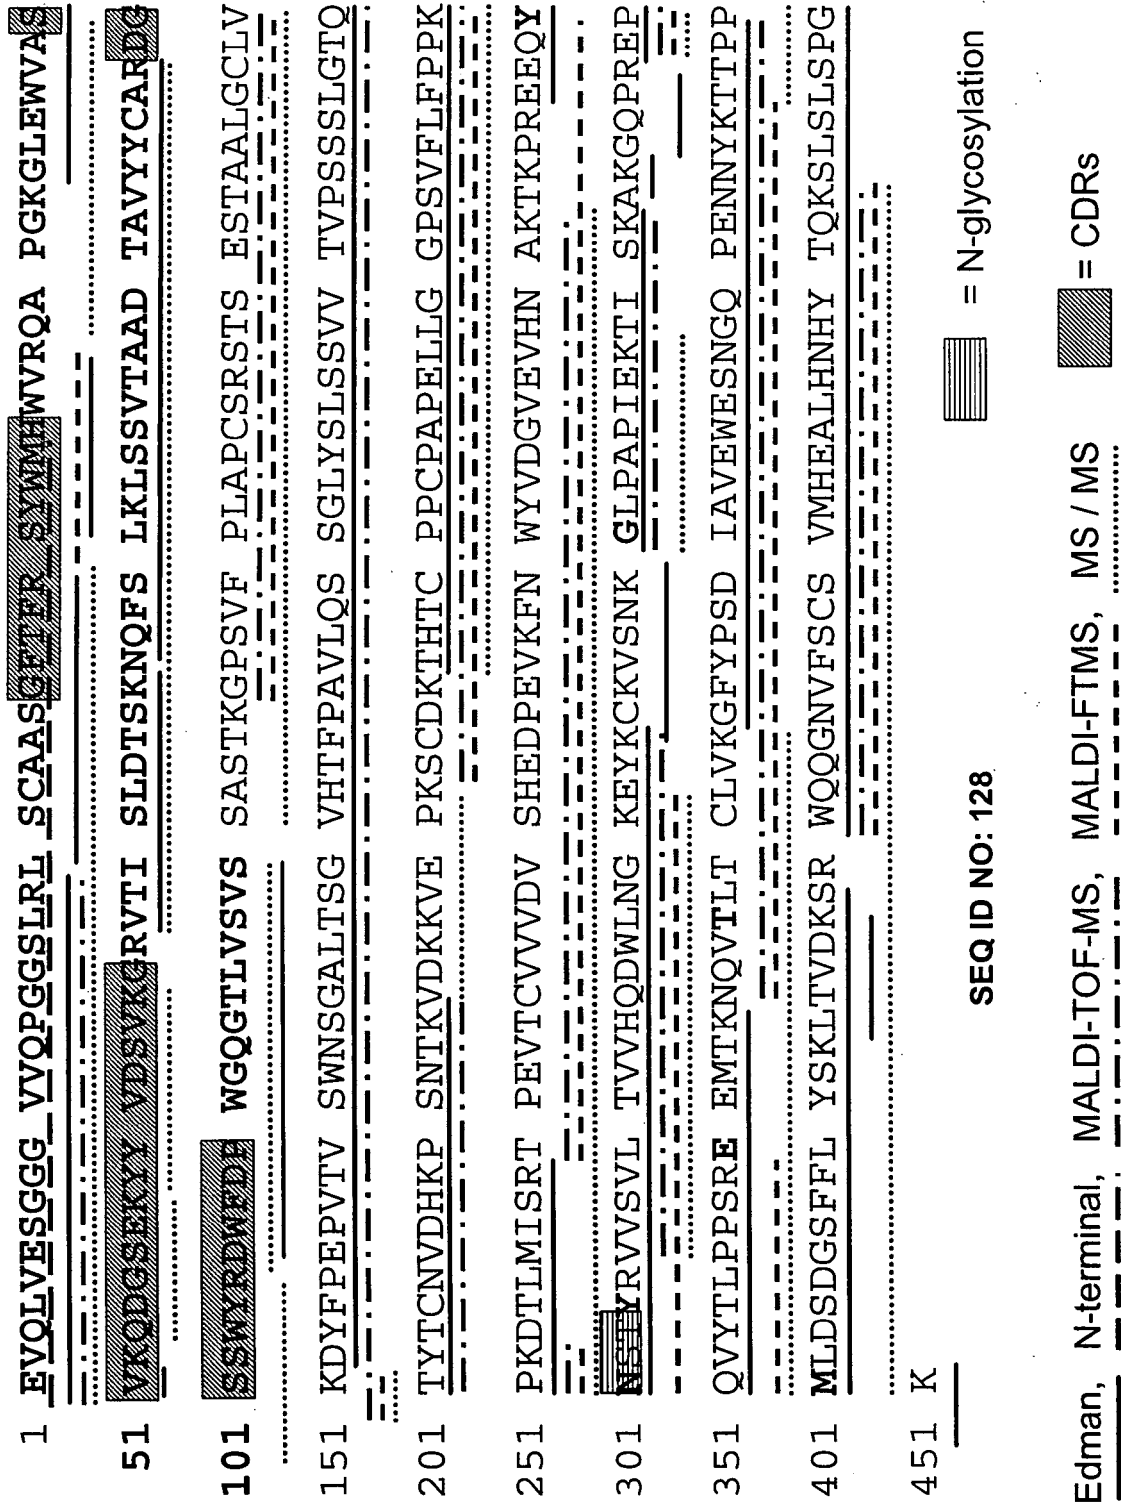 1 EVQLVESGGG VVQPGGSLRL SCAASGFTFR SYWMHWVRQA PGKGLEWVAS
51 VKQDGSEKYY VDSVKGRVTI SLDTSKNQFS LKLSSVTAAD TAVYYCARDG
101 SSWYRDWFDP WGQGTLVSVS SASTKGPSVF PLAPCSRSTS ESTAALGCLV
151 KDYFPEPVTV SWNSGALTSG VHTFPAVLQS SGLYSLSSVV TVPSSSLGTQ
201 TYTCNVDHKP SNTKVDKKVE PKSCDKTHTC PPCPAPELLG GPSVFLFPPK
251 PKDTLMISRT PEVTCVVVDV SHEDPEVKFN WYVDGVEVHN AKTKPREEQY
301 NSTYRVVSVL TVVHQDWLNG KEYKCKVSNK GLPAPIEKTI SKAKGQPREP
351 QVYTLPPSRE EMTKNQVTLT CLVKGFYPSD IAVEWESNGQ PENNYKTTPP
401 MLDSDGSFFL YSKLTVDKSR WQQGNVFSCS VMHEALHNHY TQKSLSLSPG
451 K
= N-glycosylation
SEQ ID NO: 128
= CDRs
Edman, N-terminal, MALDI-TOF-MS, MALDI-FTMS, MS / MS